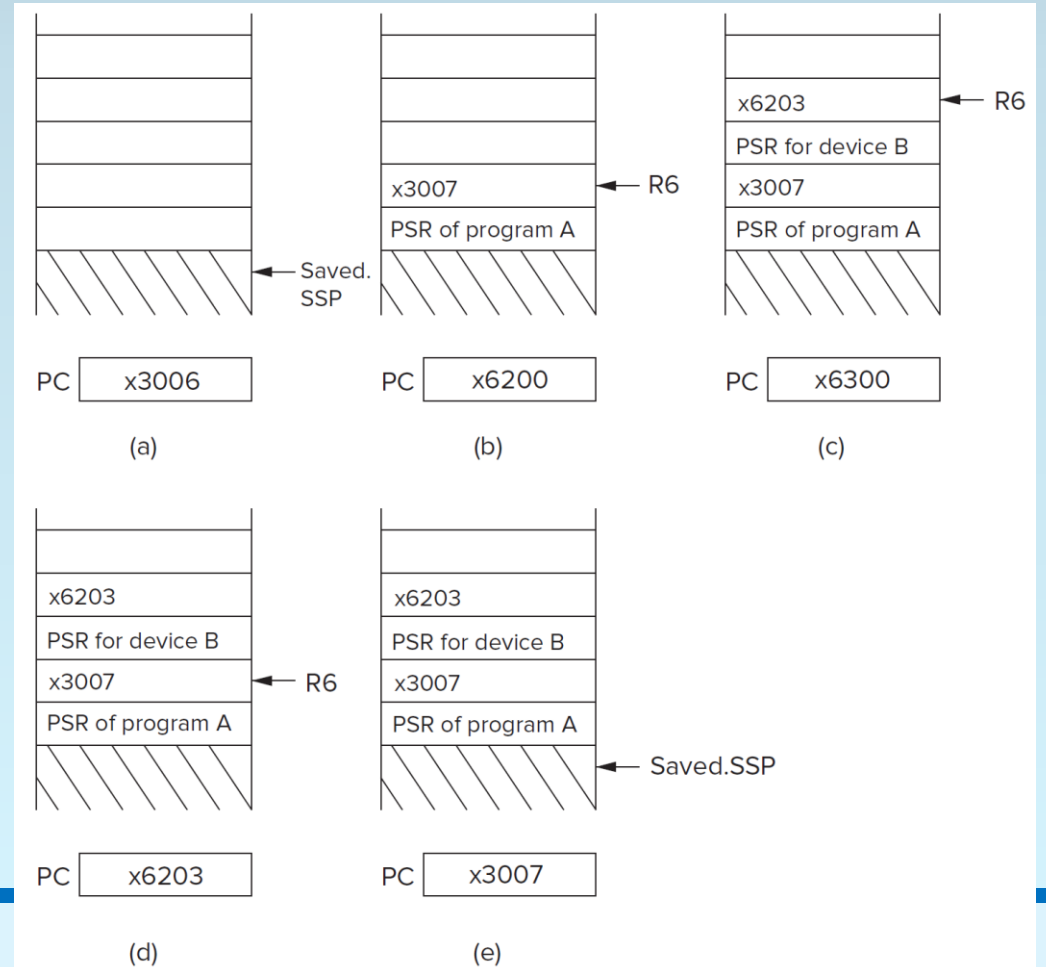 x6203
R6
PSR for device B
x3007
R6
x3007
PSR of program A
PSR of program A
Saved.
SSP
PC x3006
PC x6200
PC x6300
(a)
(b)
(c)
x6203
x6203
PSR for device B
PSR for device B
x3007
R6
x3007
PSR of program A
PSR of program A
Saved.SSP
PC x6203
PC x3007
(d)
(e)